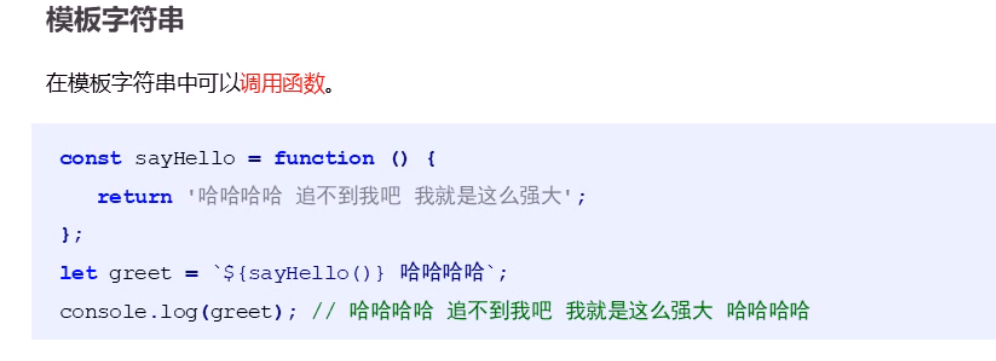 模板字符串
在模板字符串中可以调用函数。
const sayHello = function () {
   return '哈哈哈哈 追不到我吧 我就是这么强大';
};
let greet = `${sayHello()} 哈哈哈哈`;
console.log(greet); // 哈哈哈哈 追不到我吧 我就是这么强大 哈哈哈哈